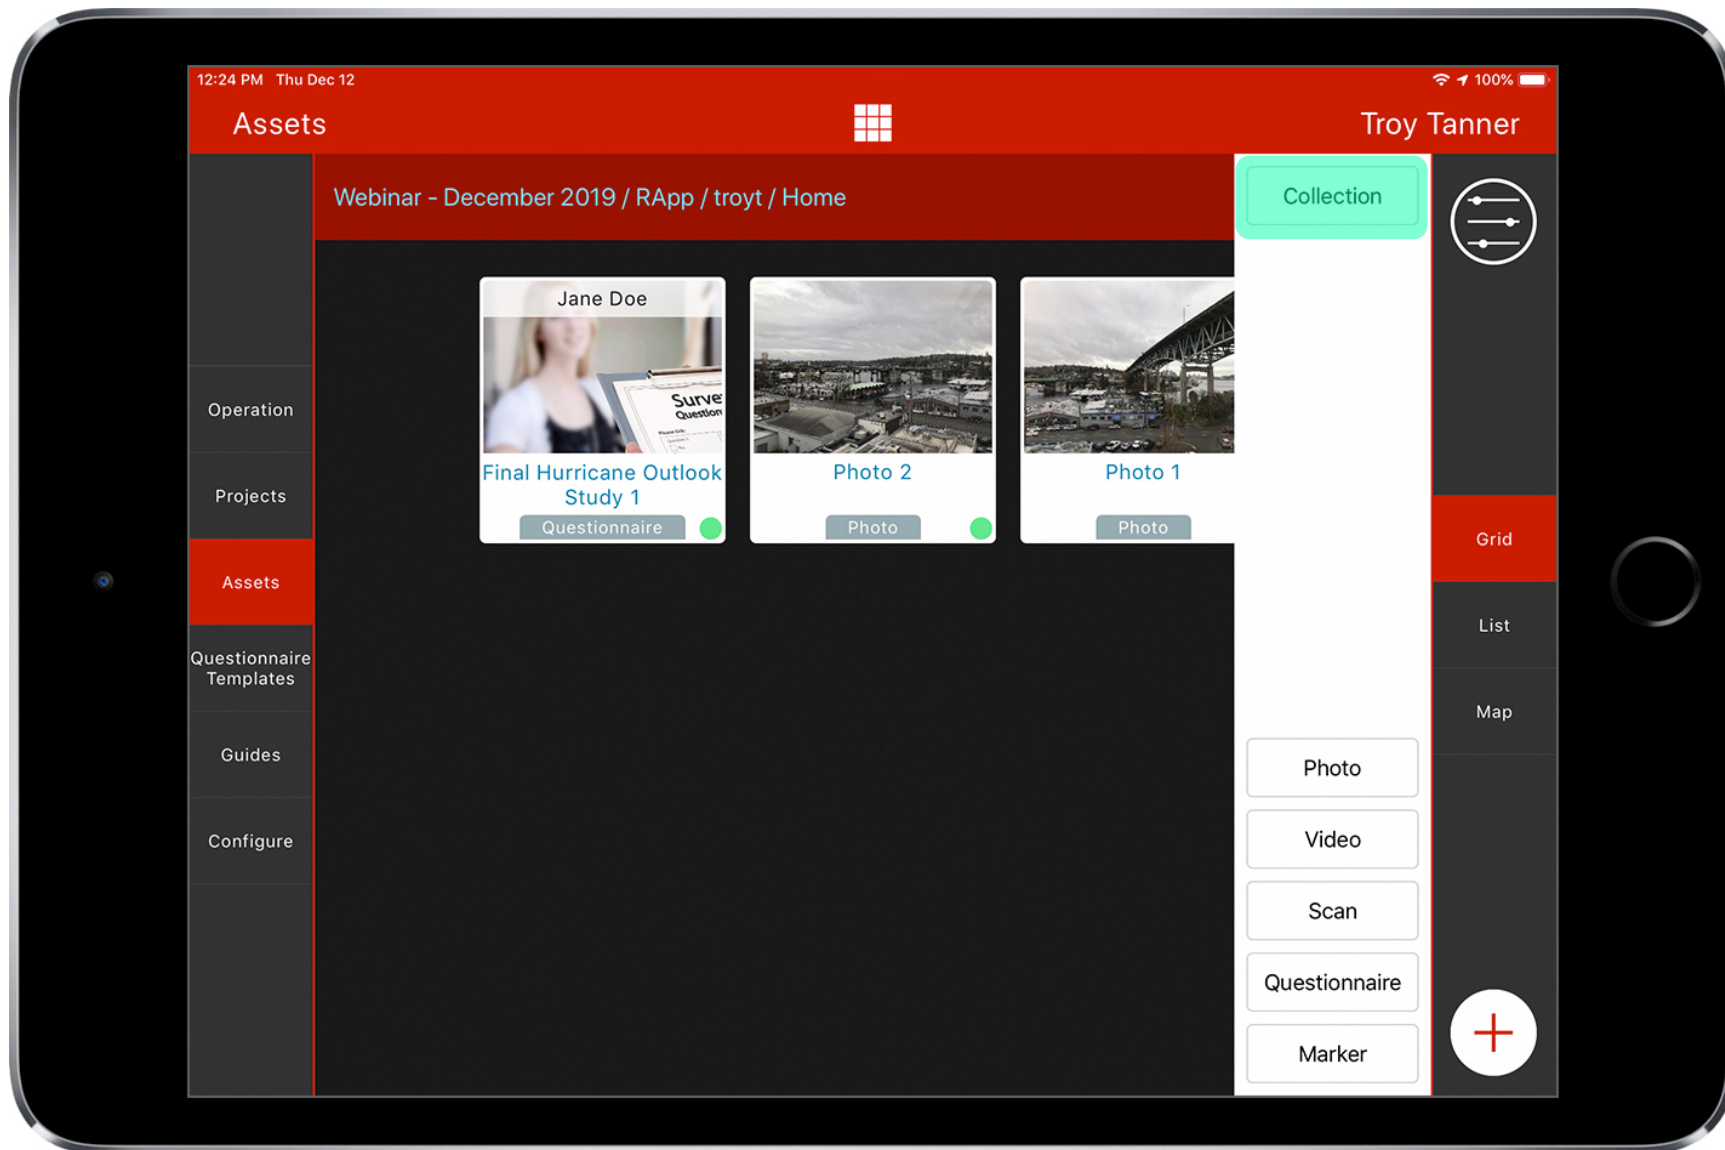 12:24 PM Thu Dec 12
100%
Assets
Troy Tanner
Webinar - December 2019 / RApp / troyt / Home
Collection
Operation
Projects
Assets
Questionnaire
Templates
Guides
Configure
Jane Doe
Final Hurricane Outlook
Study 1
Questionnaire
Photo 2
Photo
Photo 1
Photo
Photo
Video
Scan
Questionnaire
Marker
Grid
List
Map